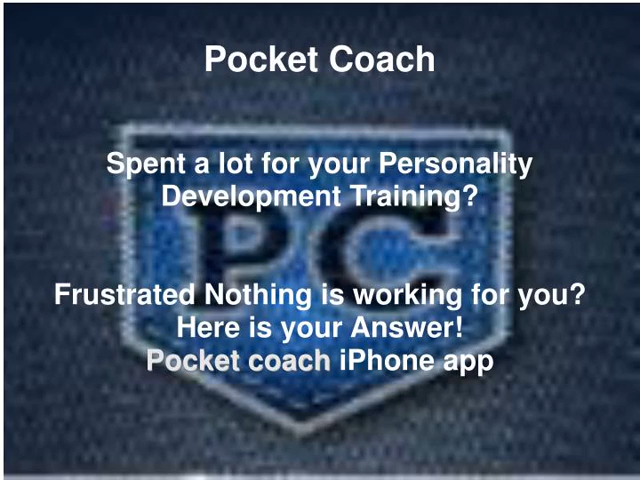 Pocket Coach
Spent a lot for your Personality
Development Training?
PC
Frustrated Nothing is working for you?
Here is your Answer!
Pocket coach iPhone app